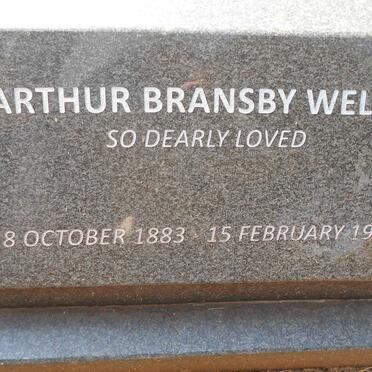 ARTHUR BRANSBY WEL
SO DEARLY LOVED
8 OCTOBER 1883 - 15 FEBRUARY 19